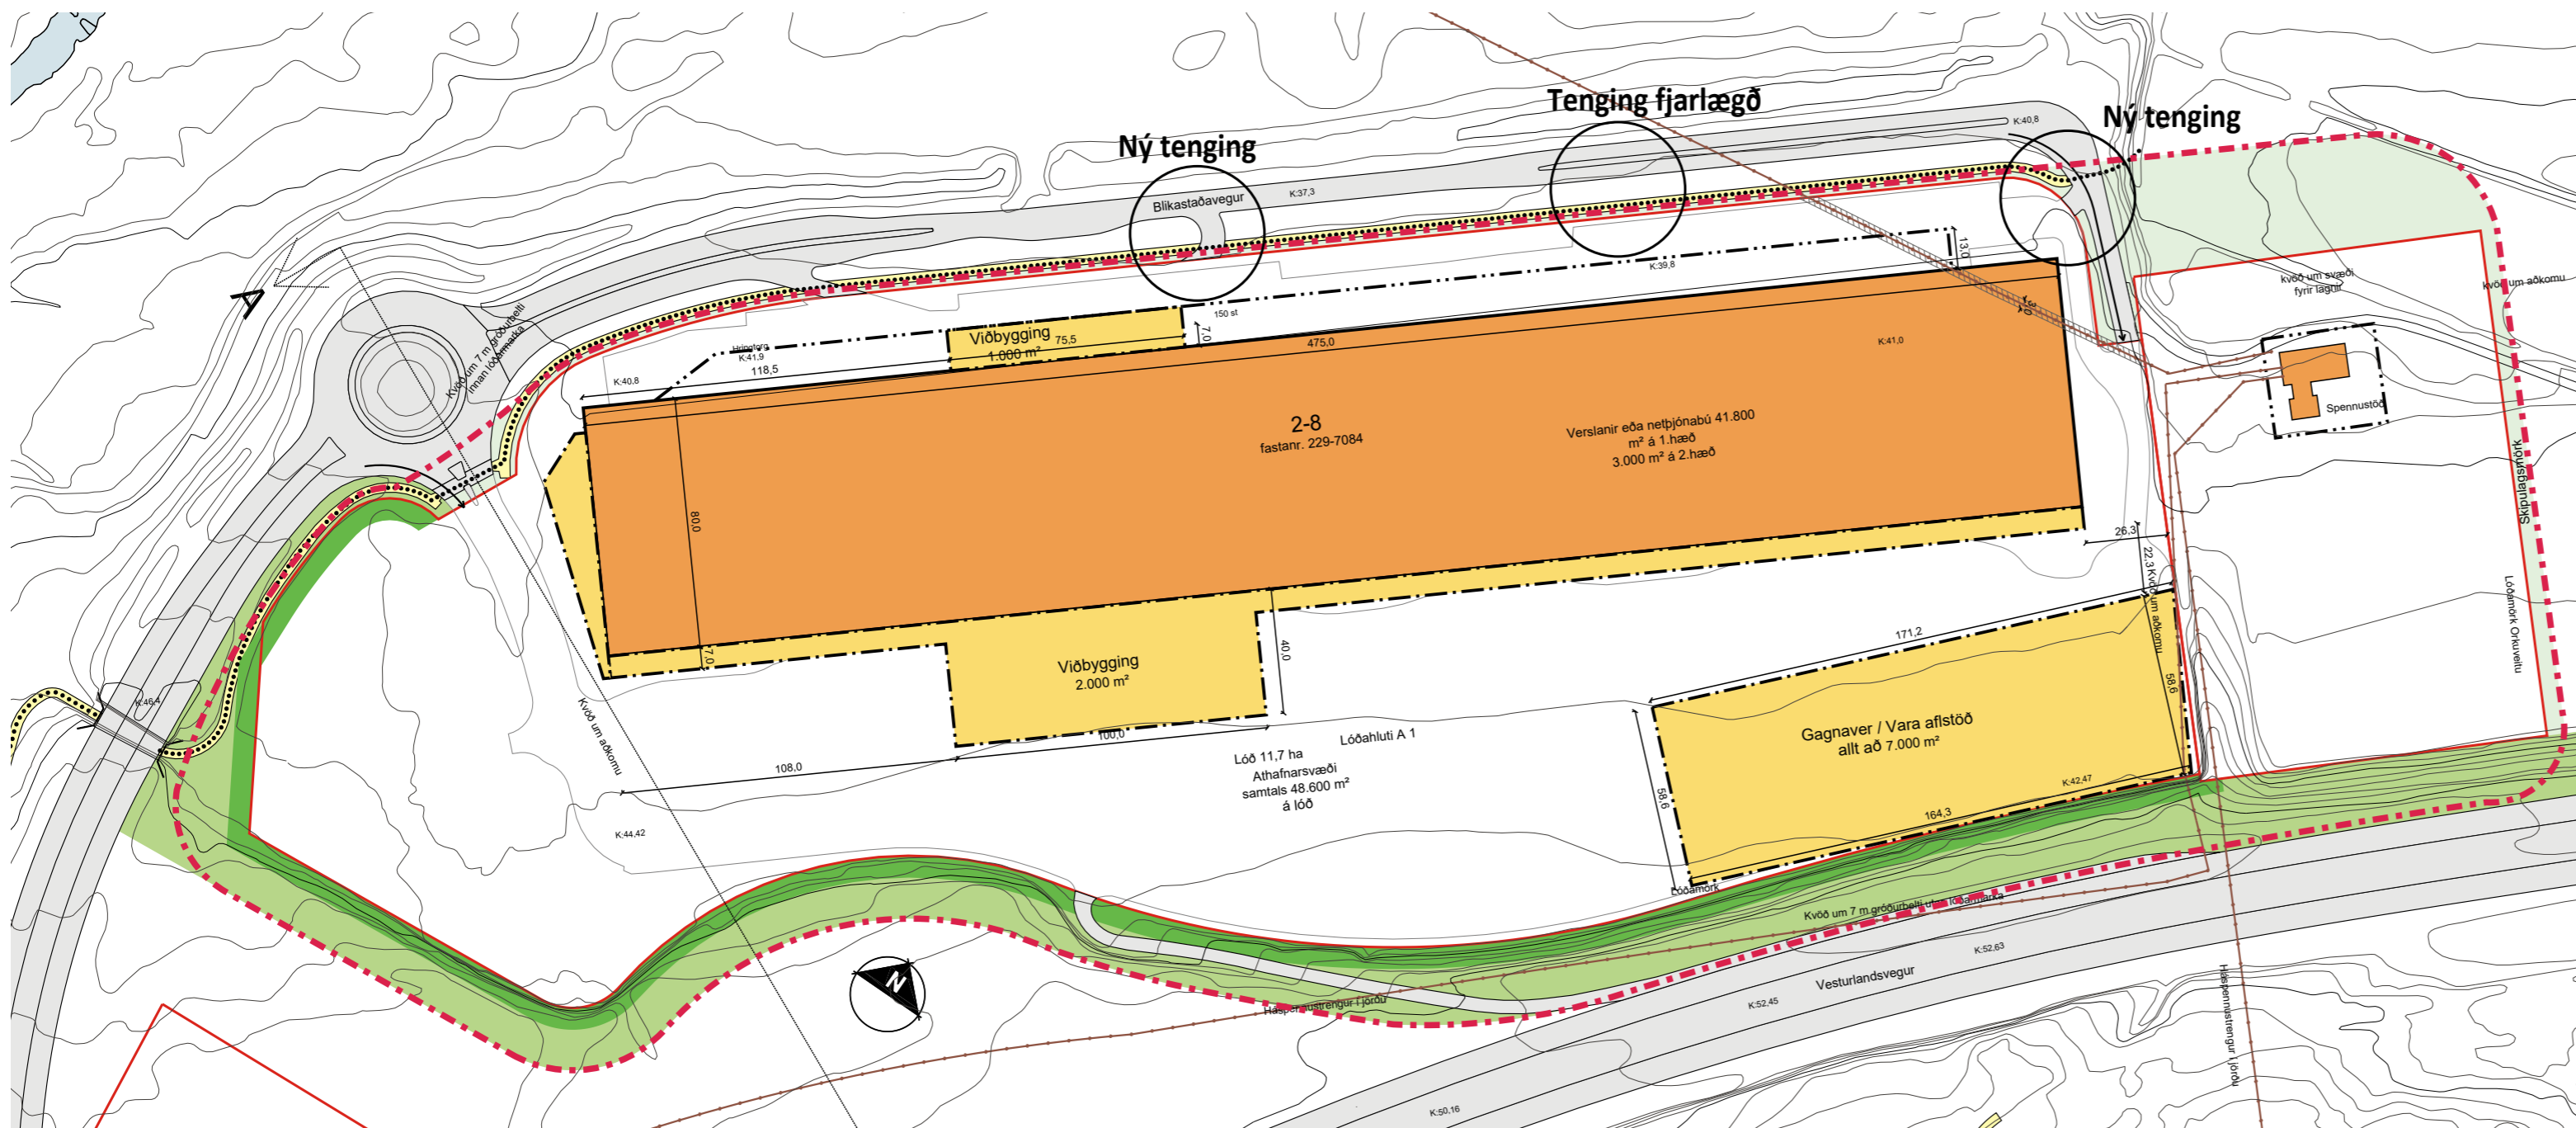 Tenging fjarlægð
Ný tenging
Ný tenging
K:40,8
Blikastaðavegur
K:37,3
A
Kvöð um 7 m gróðurbelti
innan lóðarmarka
Hringtorg
K:41,9
118,5
K:40,8
Viðbygging
1.000 m²
75,5
7,0
150 st
475,0
K:39,8
13,0
K:41,0
3,0
kvöð um svæði
fyrir lagnir
kvöð um aðkomu
Spennustöð
Skipulagsmörk
Lóðamörk Orkuveitu
2-8
fastanr. 229-7084
Verslanir eða netþjónabú 41.800
m² á 1.hæð
3.000 m² á 2.hæð
80,0
7,0
26,3
22,3
Kvöð um aðkomu
K:46,4
Kvöð um aðkomu
Viðbygging
2.000 m²
40,0
100,0
108,0
171,2
58,6
58,6
Gagnaver / Vara aflstöð
allt að 7.000 m²
K:42,47
164,3
Lóð 11,7 ha
Lóðahluti A 1
Athafnarsvæði
samtals 48.600 m²
á lóð
K:44,42
Lóðamörk
Kvöð um 7 m gróðurbelti utan lóðarmarka
N
Háspennustrengur í jörðu
Vesturlandsvegur
K:52,63
K:52,45
K:50,16
Háspennustrengur í jörðu